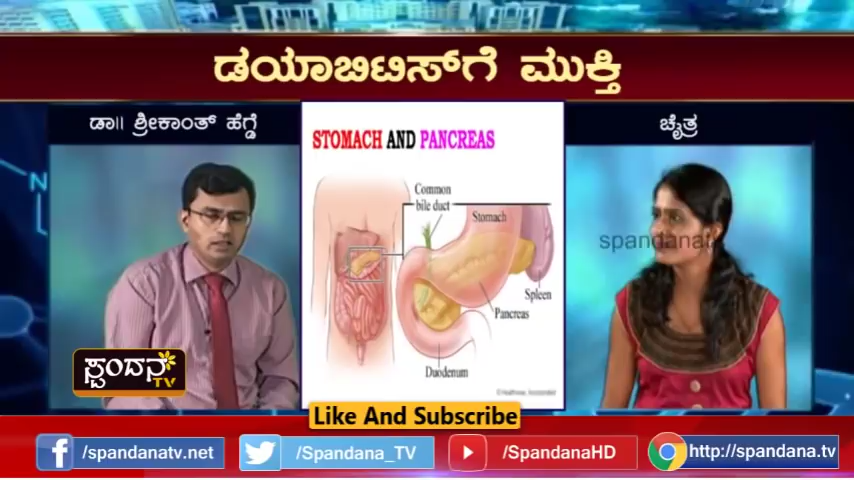 ಡಯಾಬಿಟಿಸ್‌ಗೆ ಮುಕ್ತಿ
ಡಾ॥ ಶ್ರೀಕಾಂತ್ ಹೆಗ್ಡೆ
ಚೈತ್ರ
STOMACH AND PANCREAS
Common
bile duct
Stomach
Spleen
Pancreas
Duodenum
spandanatv
ಸ್ಪಂದನ
TV
Like And Subscribe
/spandanatv.net
/Spandana_TV
/SpandanaHD
http://spandana.tv